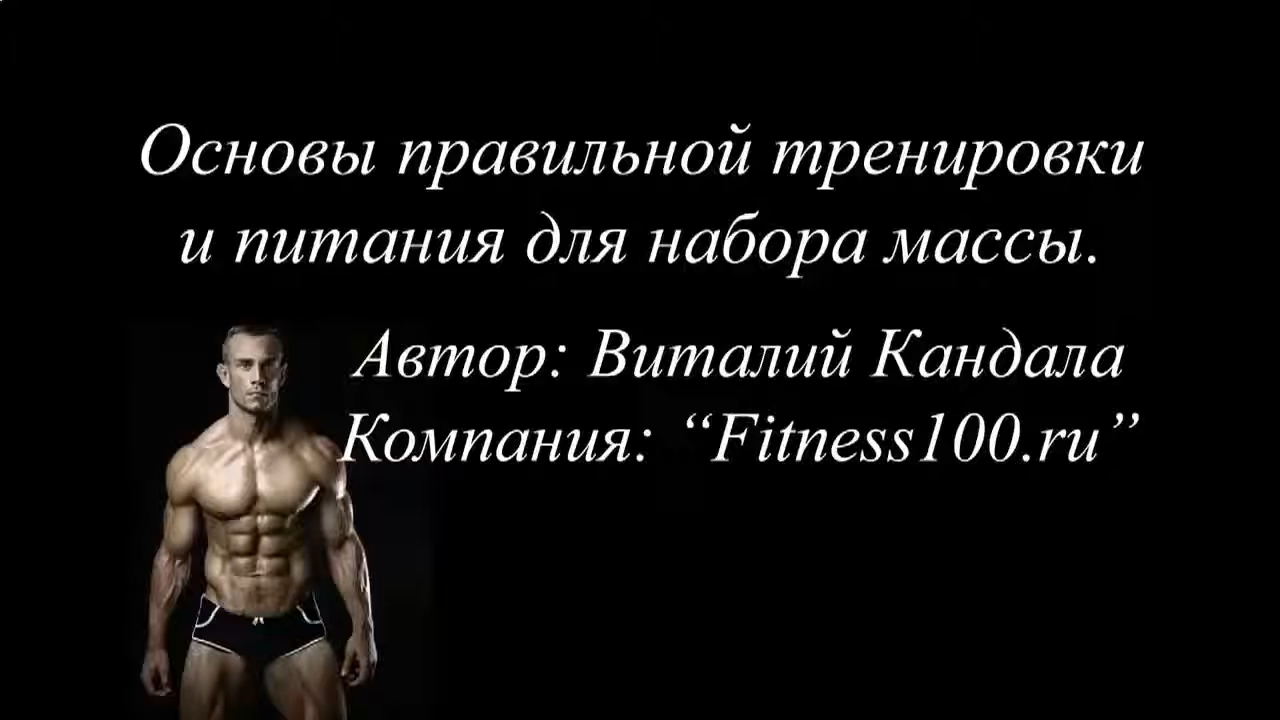 Основы правильной тренировки
и питания для набора массы.
Автор: Виталий Кандала
Компания: “Fitness100.ru”